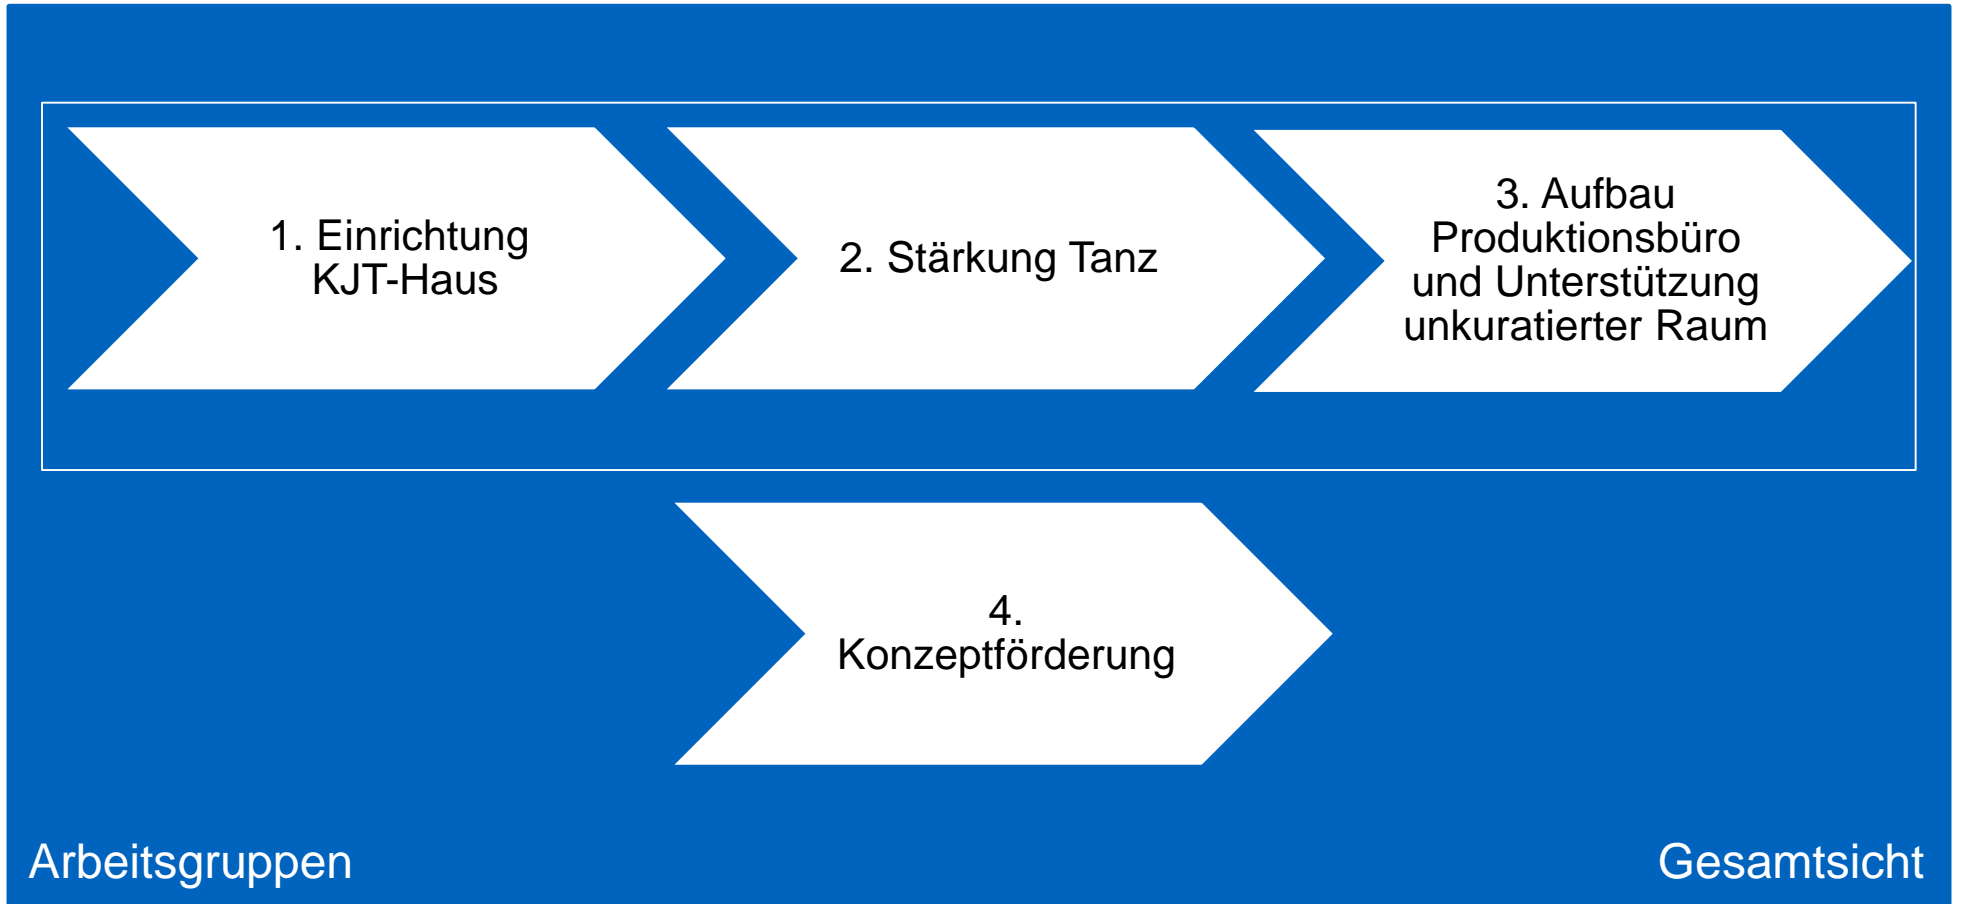 1. Einrichtung
KJT-Haus
2. Stärkung Tanz
3. Aufbau
Produktionsbüro
und Unterstützung
unkuratierter Raum
4.
Konzeptförderung
Arbeitsgruppen
Gesamtsicht